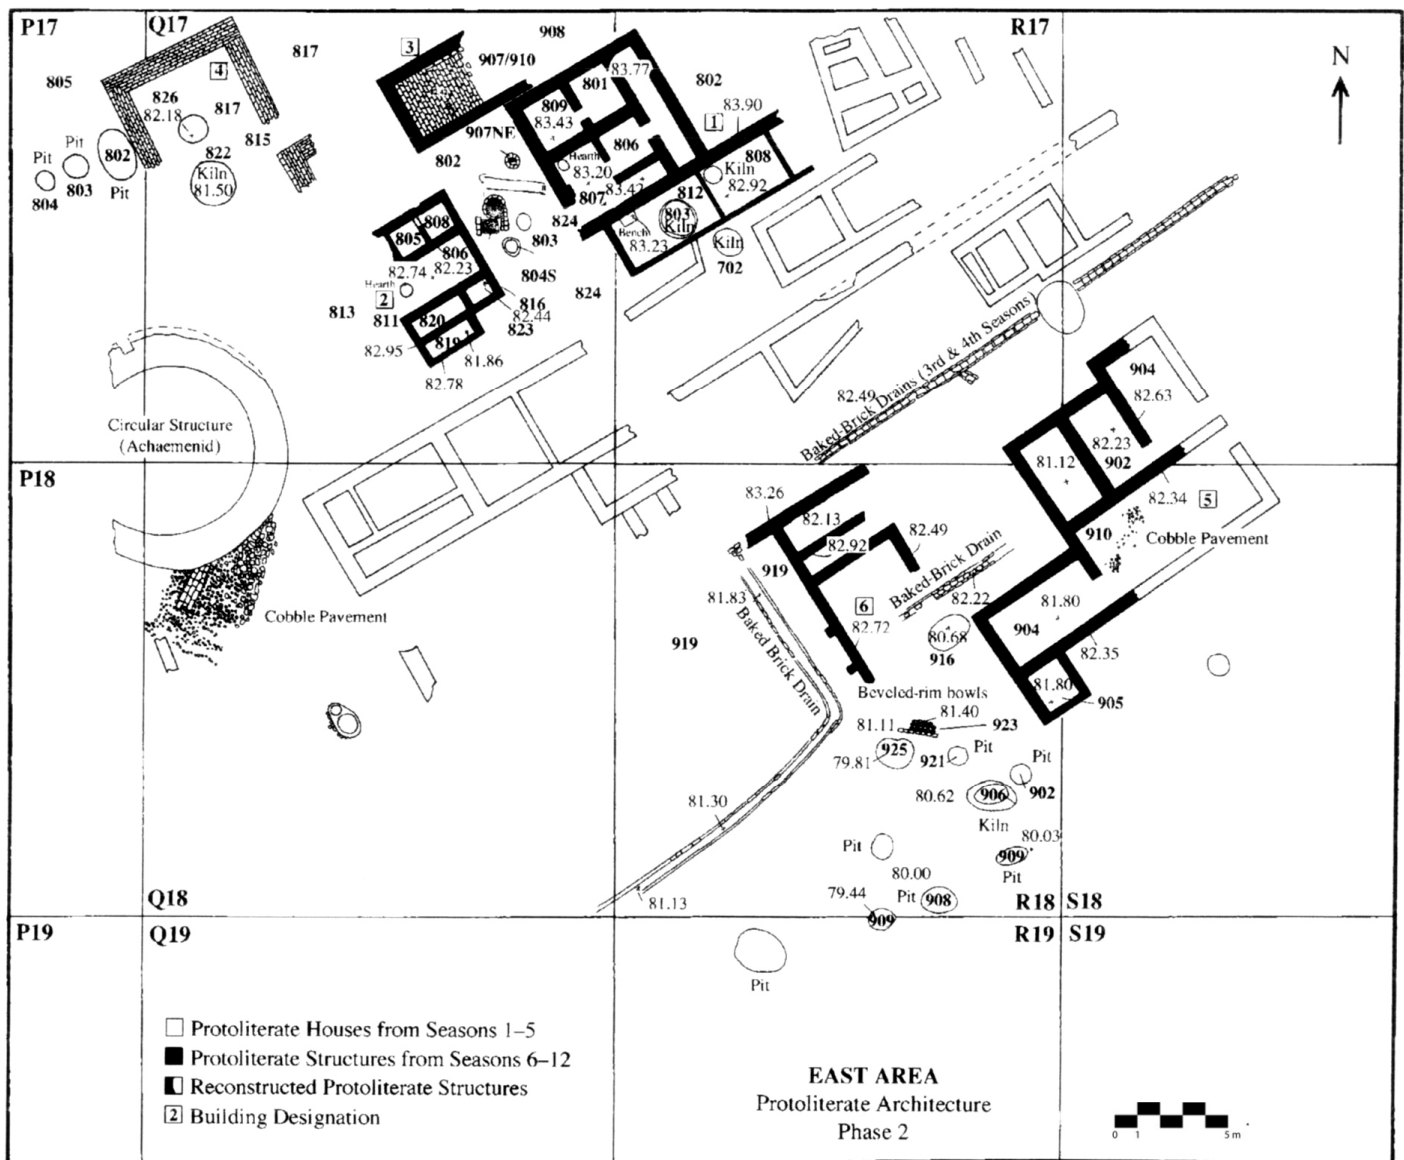 P17
Q17
R17
N
817
3
908
907/910
4
805
83.77
801
802
826
82.18
817
809
83.43
83.90
1
815
907NE
806
808
Pit
Pit
802
822
802
Hearth
83.20
Kiln
82.92
Kiln
81.50
83.42
812
807
803
804
Pit
803
Kiln
808
824
805
803
Bench
83.23
Kiln
806
702
82.74
82.23
804S
Hearth
2
824
813
811
820
816
82.44
823
819
82.95
81.86
82.78
Baked-Brick Drains (3rd & 4th Seasons)
904
82.49
82.63
Circular Structure
(Achaemenid)
82.23
81.12
902
P18
83.26
82.34
5
82.13
910
82.92
82.49
Cobble Pavement
919
Baked-Brick Drain
81.83
82.22
81.80
6
Cobble Pavement
Baked Brick Drain
82.72
904
80.68
919
916
82.35
81.80
Beveled-rim bowls
905
81.40
81.11
923
925
Pit
Pit
79.81
921
80.62
906
902
81.30
Kiln
80.03
Pit
909
80.00
Pit
79.44
Pit
908
Q18
81.13
R18
S18
909
P19
Q19
R19
S19
Pit
Protoliterate Houses from Seasons 1–5
Protoliterate Structures from Seasons 6–12
Reconstructed Protoliterate Structures
2 Building Designation
EAST AREA
Protoliterate Architecture
Phase 2
0 1 5 m